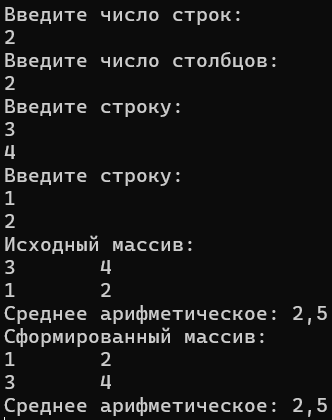 Введите число строк:
2
Введите число столбцов:
2
Введите строку:
3
4
Введите строку:
1
2
Исходный массив:
3	4
1	2
Среднее арифметическое: 2,5
Сформированный массив:
1	2
3	4
Среднее арифметическое: 2,5